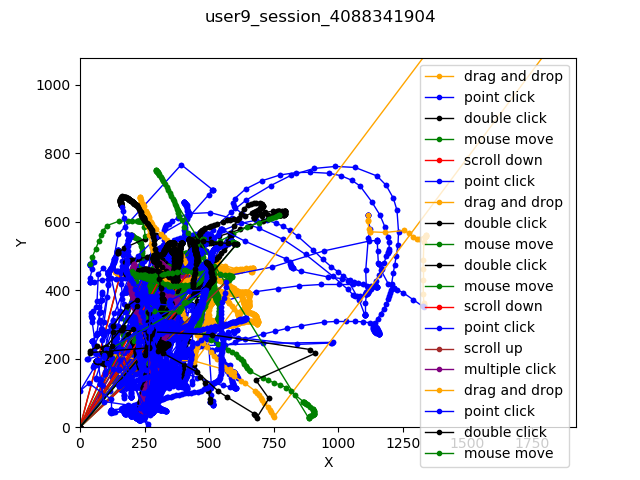 user9_session_4088341904
Y
1000
800
600
400
200
0
0 250 500 750 1000 1250 1500 1750
X
drag and drop
point click
double click
mouse move
scroll down
point click
drag and drop
double click
mouse move
double click
mouse move
scroll down
point click
scroll up
multiple click
drag and drop
point click
double click
mouse move